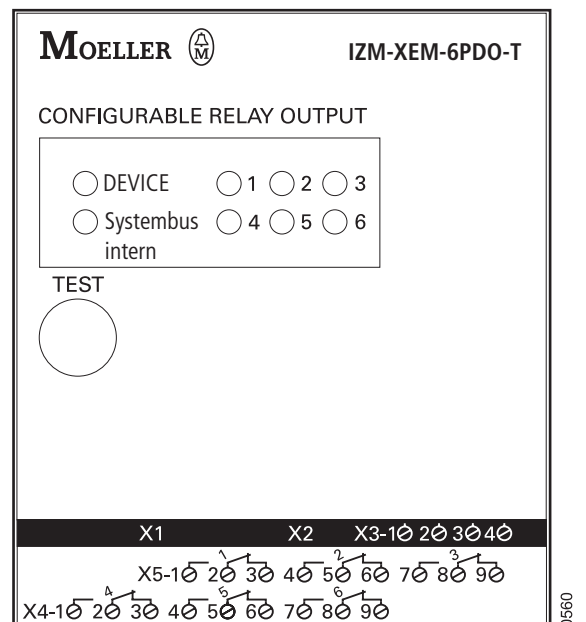 MOELLER IZM-XEM-6PDO-T
CONFIGURABLE RELAY OUTPUT
DEVICE 1 2 3
Systembus 4 5 6
intern
TEST
X1 X2 X3-1 2 3 4
1 2 3
X5-1 2 3 4 5 6 7 8 9
4 5 6
X4-1 2 3 4 5 6 7 8 9